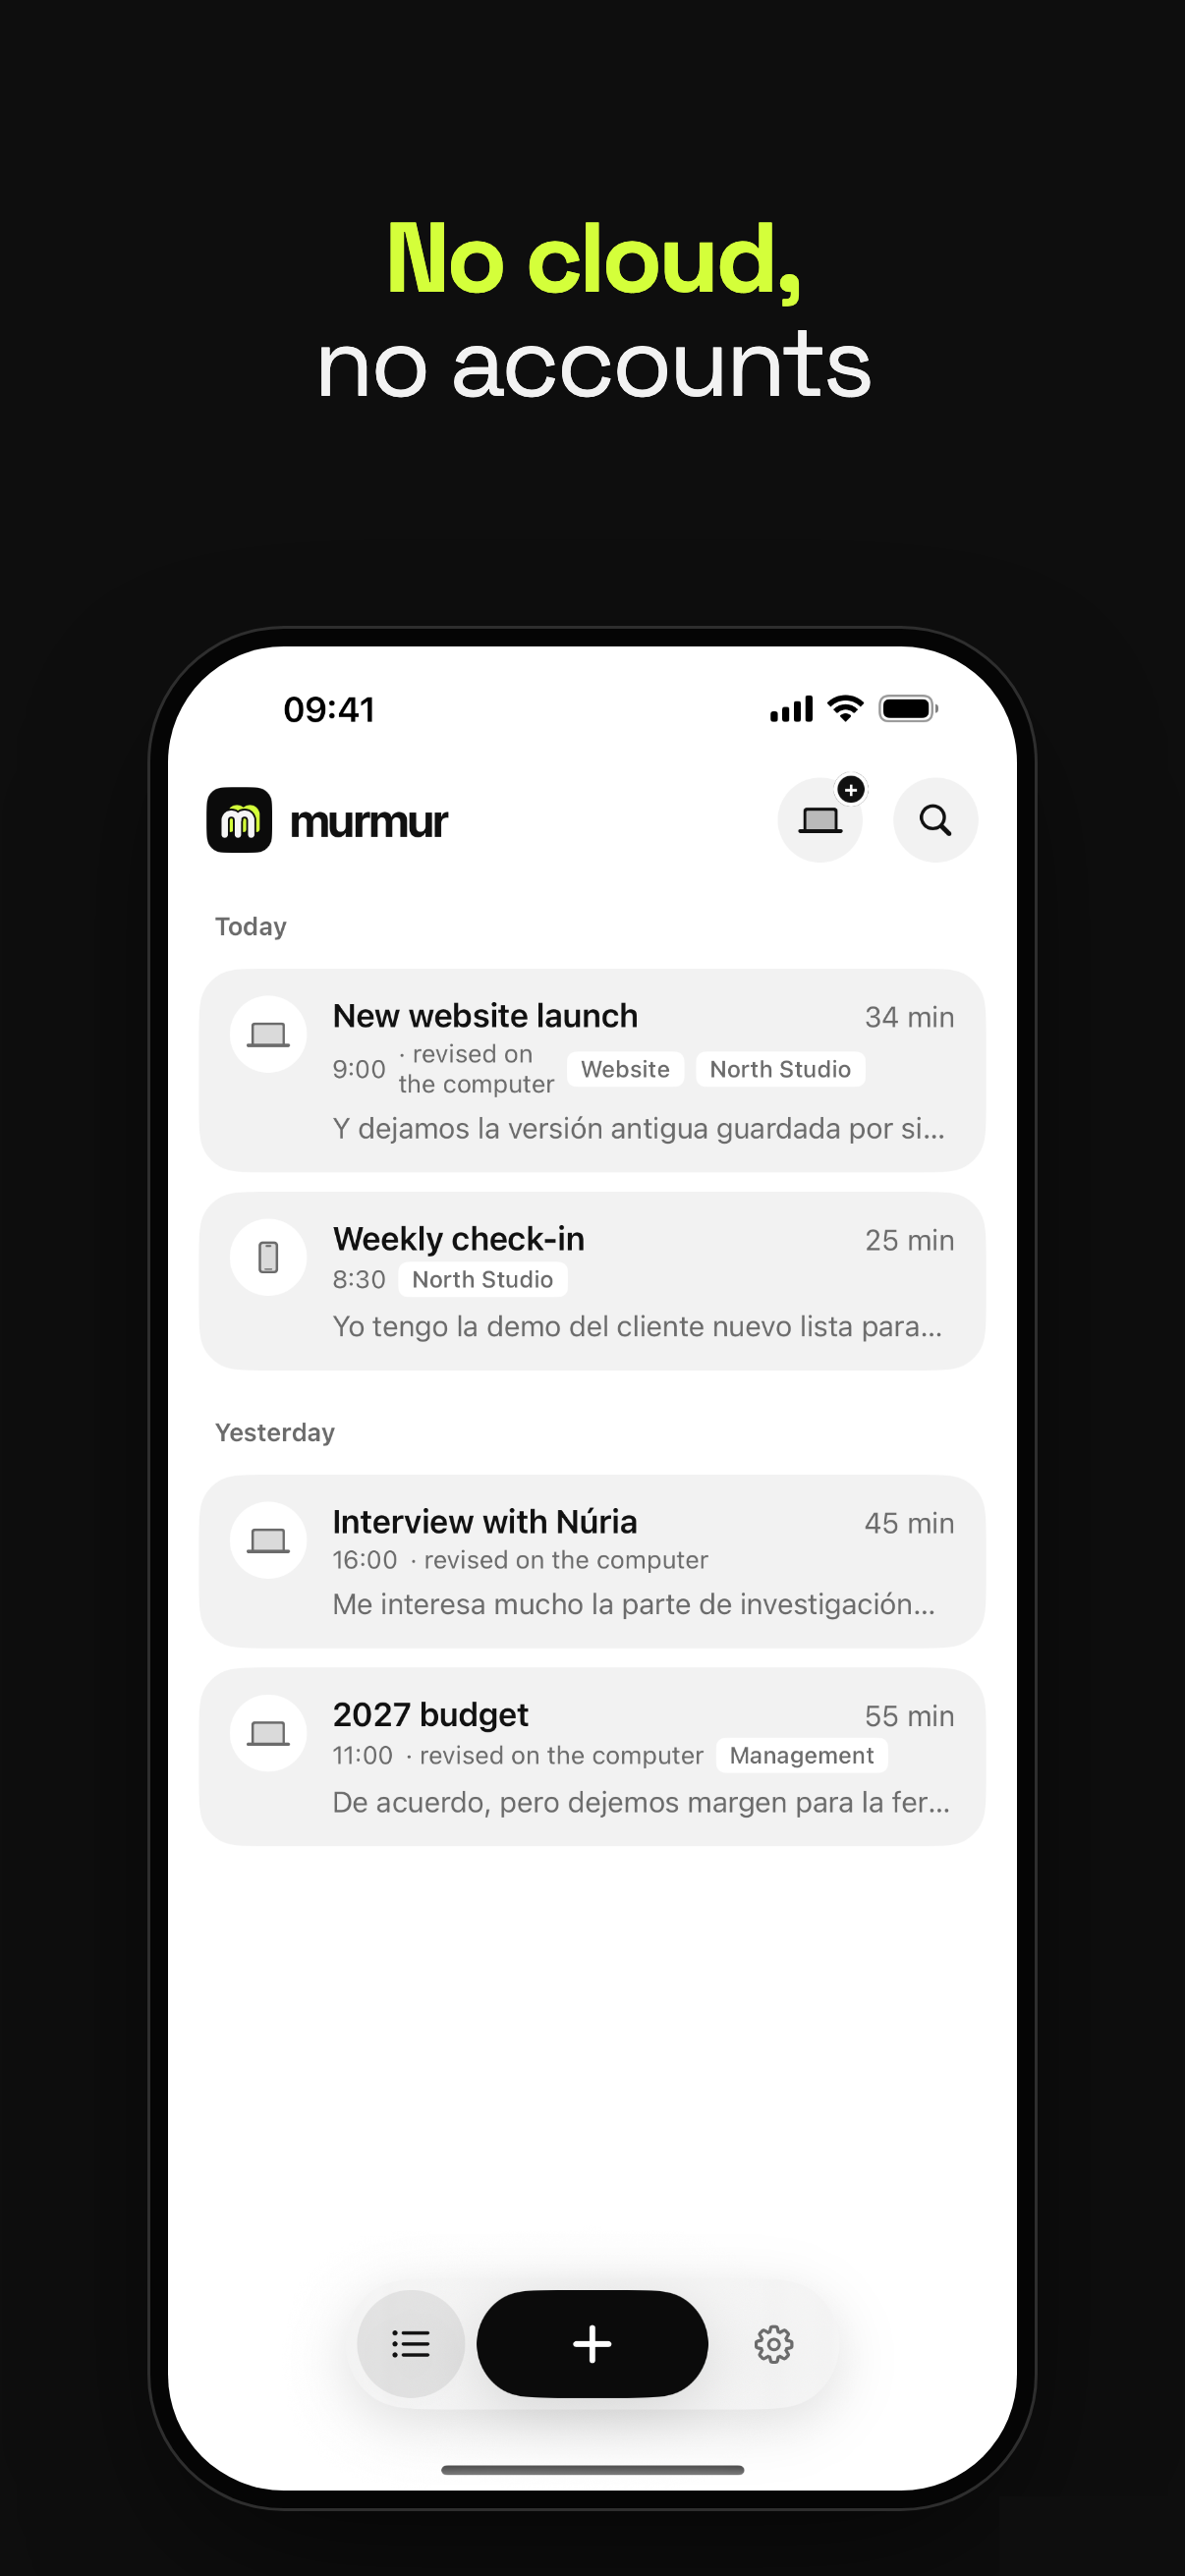 No cloud,
no accounts
09:41
murmur
Today
New website launch 34 min
9:00 · revised on the computer Website North Studio
Y dejamos la versión antigua guardada por si...
Weekly check-in 25 min
8:30 North Studio
Yo tengo la demo del cliente nuevo lista para...
Yesterday
Interview with Núria 45 min
16:00 · revised on the computer
Me interesa mucho la parte de investigación...
2027 budget 55 min
11:00 · revised on the computer Management
De acuerdo, pero dejemos margen para la fer...